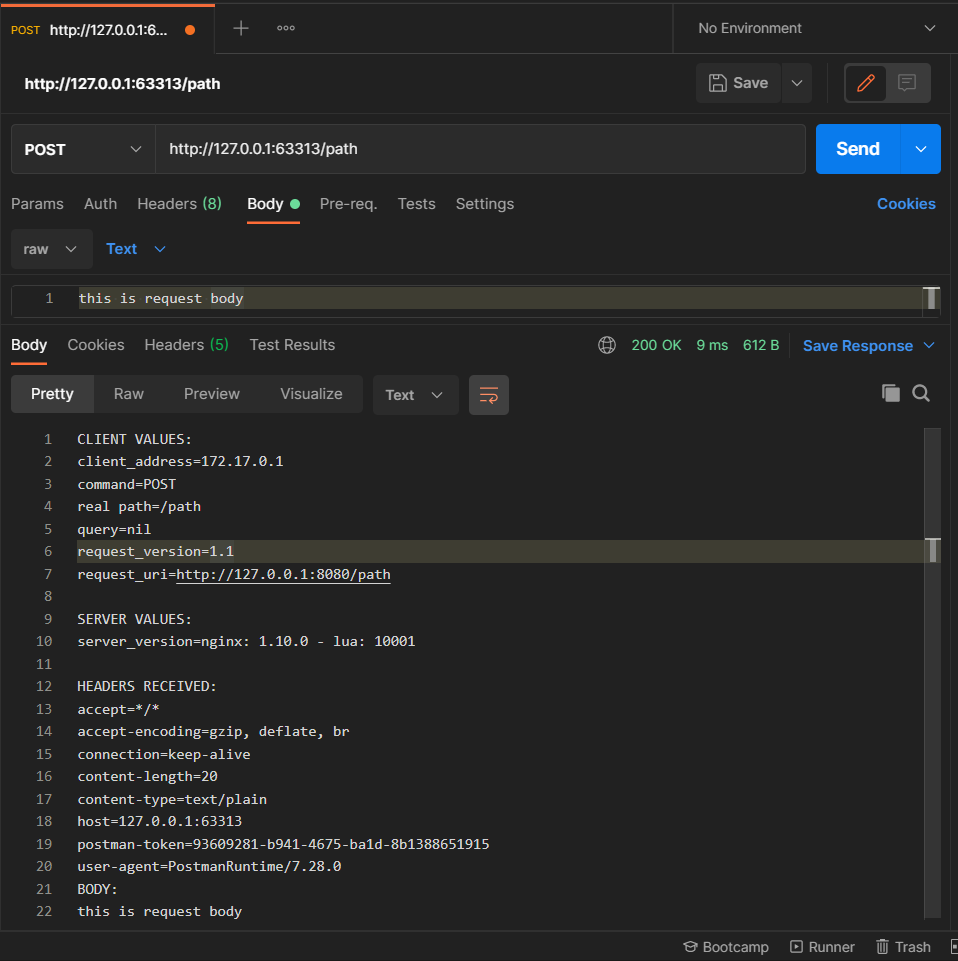 POST http://127.0.0.1:6... No Environment
http://127.0.0.1:63313/path Save
POST http://127.0.0.1:63313/path Send
Params Auth Headers (8) Body Pre-req. Tests Settings Cookies
raw Text
1 this is request body
Body Cookies Headers (5) Test Results 200 OK 9 ms 612 B Save Response
Pretty Raw Preview Visualize Text
1 CLIENT VALUES:
2 client_address=172.17.0.1
3 command=POST
4 real path=/path
5 query=nil
6 request_version=1.1
7 request_uri=http://127.0.0.1:8080/path
8
9 SERVER VALUES:
10 server_version=nginx: 1.10.0 - lua: 10001
11
12 HEADERS RECEIVED:
13 accept=*/*
14 accept-encoding=gzip, deflate, br
15 connection=keep-alive
16 content-length=20
17 content-type=text/plain
18 host=127.0.0.1:63313
19 postman-token=93609281-b941-4675-ba1d-8b1388651915
20 user-agent=PostmanRuntime/7.28.0
21 BODY:
22 this is request body
Bootcamp Runner Trash